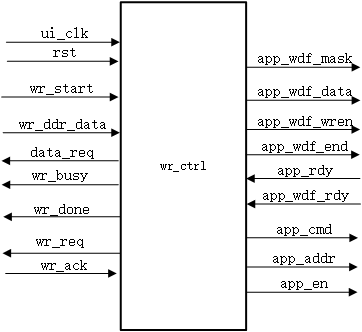 ui_clk
rst
wr_start
wr_ddr_data
data_req
wr_busy
wr_done
wr_req
wr_ack
wr_ctrl
app_wdf_mask
app_wdf_data
app_wdf_wren
app_wdf_end
app_rdy
app_wdf_rdy
app_cmd
app_addr
app_en